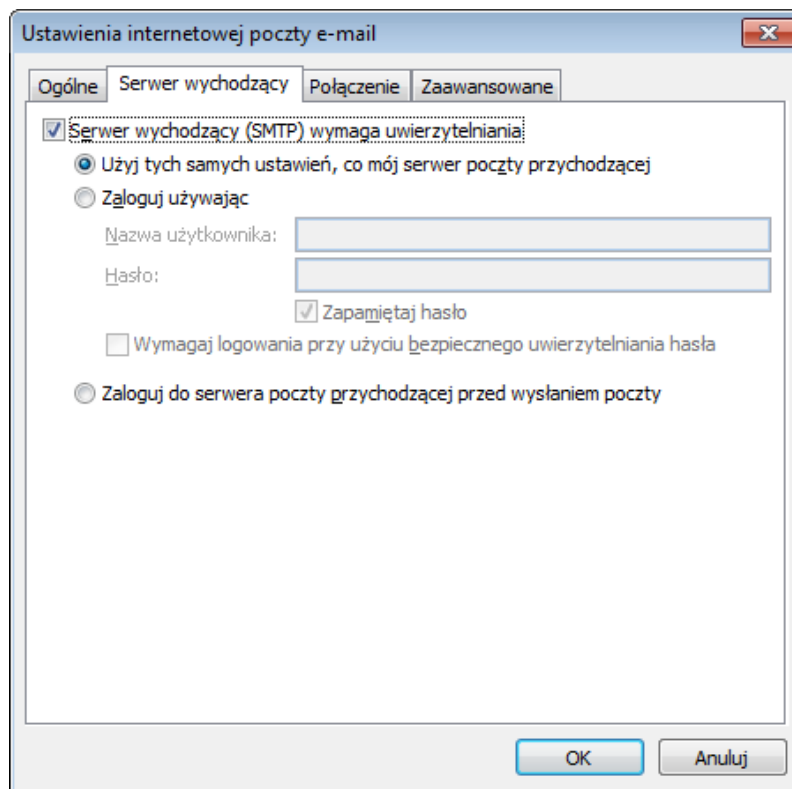 Ustawienia internetowej poczty e-mail
Ogólne Serwer wychodzący Połączenie Zaawansowane
Serwer wychodzący (SMTP) wymaga uwierzytelniania
Użyj tych samych ustawień, co mój serwer poczty przychodzącej
Zaloguj używając
Nazwa użytkownika:
Hasło:
Zapamiętaj hasło
Wymagaj logowania przy użyciu bezpiecznego uwierzytelniania hasła
Zaloguj do serwera poczty przychodzącej przed wysłaniem poczty
OK Anuluj